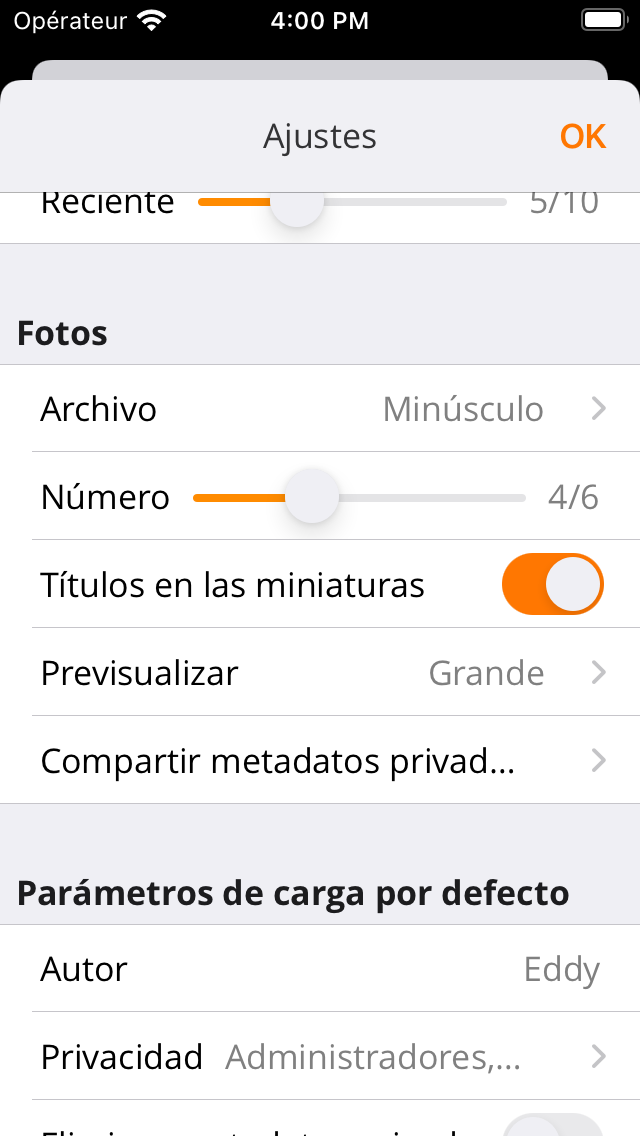 Opérateur 4:00 PM
Ajustes OK
Reciente 5/10
Fotos
Archivo Minúsculo
Número 4/6
Títulos en las miniaturas
Previsualizar Grande
Compartir metadatos privad...
Parámetros de carga por defecto
Autor Eddy
Privacidad Administradores,...